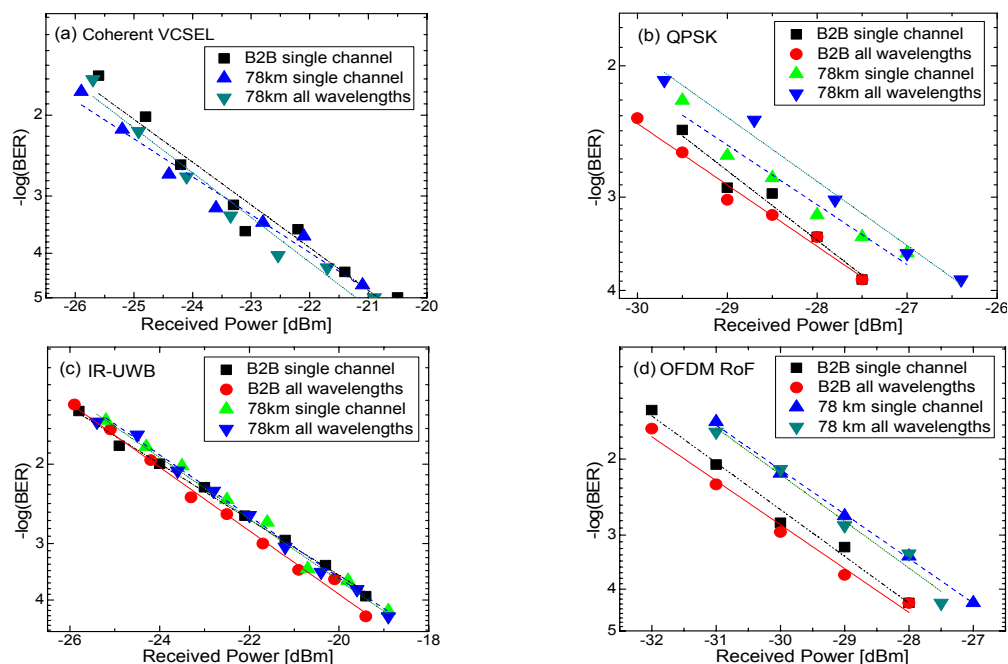 (a) Coherent VCSEL
B2B single channel
78km single channel
78km all wavelengths
-log(BER)
2
3
4
5
-26 -25 -24 -23 -22 -21 -20
Received Power [dBm]
(b) QPSK
B2B single channel
B2B all wavelengths
78km single channel
78km all wavelengths
-log(BER)
2
3
4
-30 -29 -28 -27 -26
Received Power [dBm]
(c) IR-UWB
B2B single channel
B2B all wavelengths
78km single channel
78km all wavelengths
-log(BER)
2
3
4
-26 -25 -24 -23 -22 -21 -20 -19 -18
Received Power [dBm]
(d) OFDM RoF
B2B single channel
B2B all wavelengths
78 km single channel
78 km all wavelengths
-log(BER)
2
3
4
5
-32 -31 -30 -29 -28 -27
Received Power [dBm]